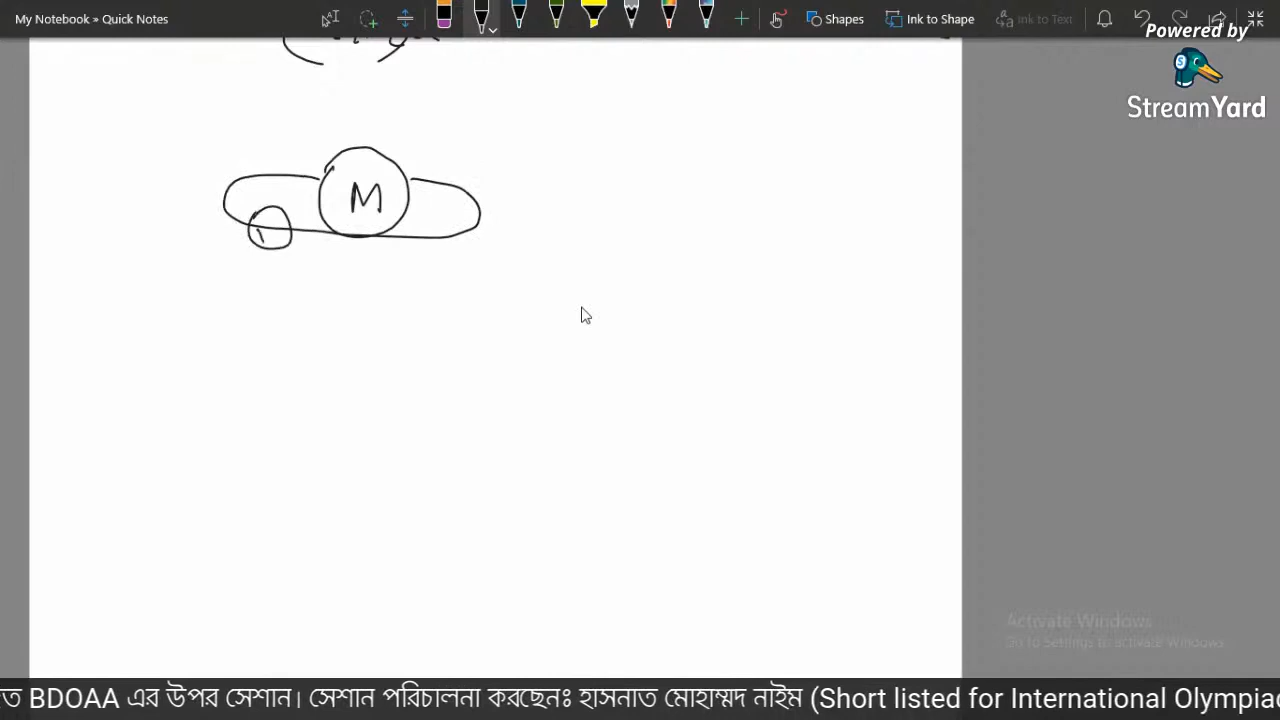 My Notebook » Quick Notes
Shapes
Ink to Shape
Ink to Text
Powered by
StreamYard
M
Activate Windows
Go to Settings to activate Windows.
BDOAA এর উপর সেশান। সেশান পরিচালনা করছেনঃ হাসনাত মোহাম্মদ নাইম (Short listed for International Olympiad